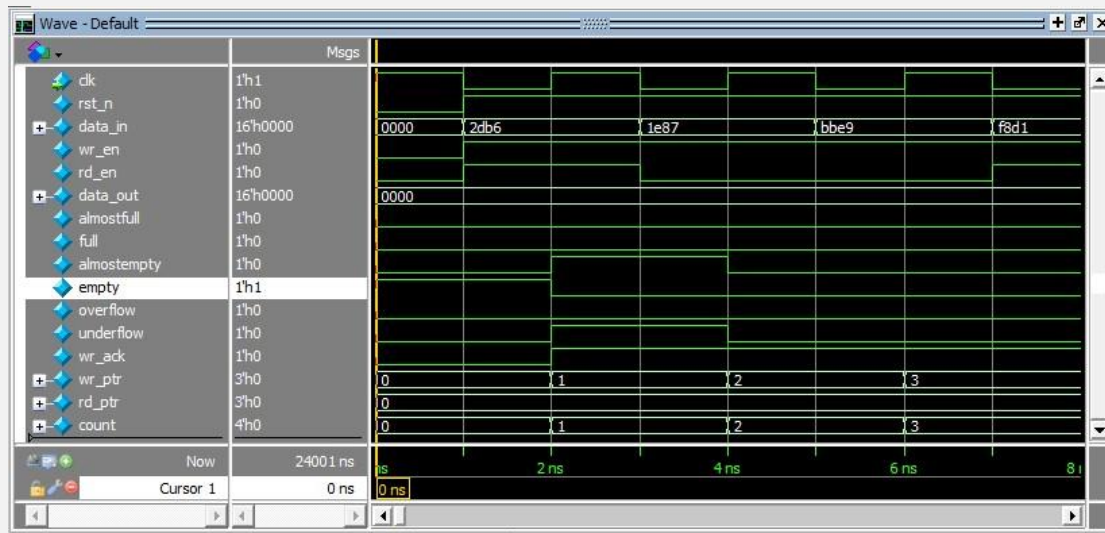 Wave - Default
Msgs
clk 1'h1
rst_n 1'h0
data_in 16'h0000 0000 2db6 1e87 bbe9 f8d1
wr_en 1'h0
rd_en 1'h0
data_out 16'h0000 0000
almostfull 1'h0
full 1'h0
almostempty 1'h0
empty 1'h1
overflow 1'h0
underflow 1'h0
wr_ack 1'h0
wr_ptr 3'h0 0 1 2 3
rd_ptr 3'h0 0
count 4'h0 0 1 2 3
Now 24001 ns ns 2 ns 4 ns 6 ns 8
Cursor 1 0 ns 0 ns